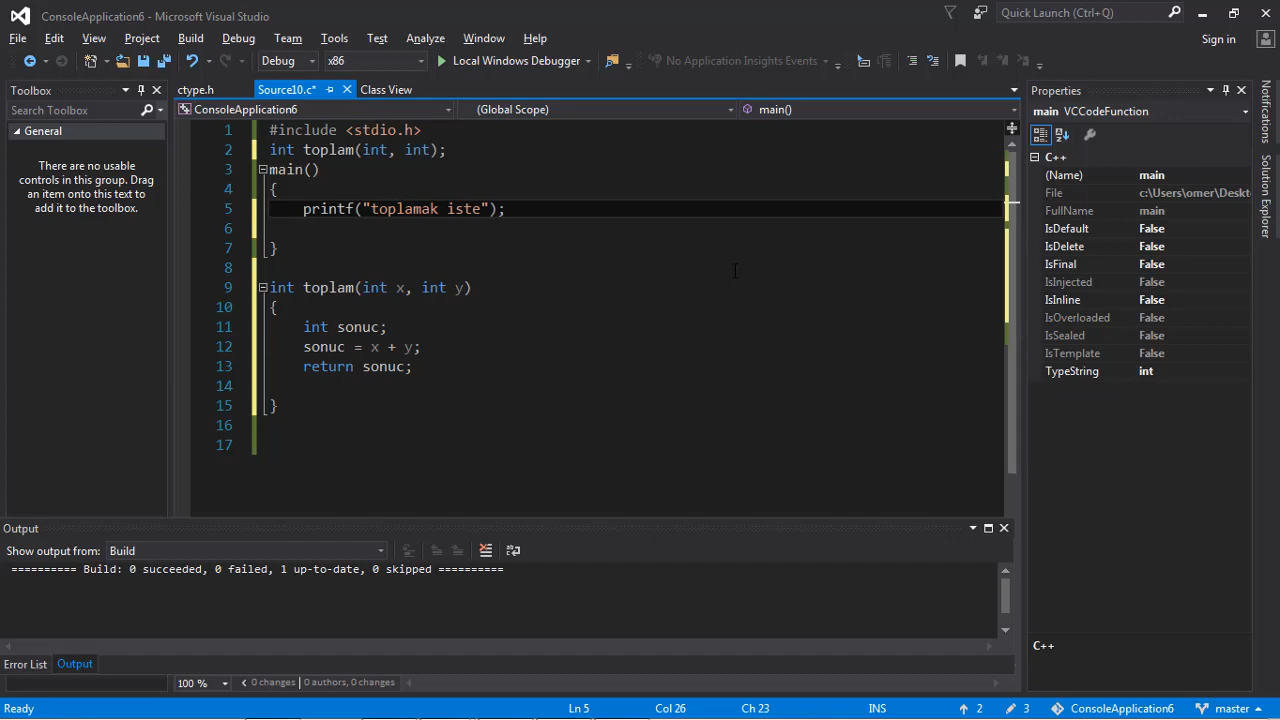 ConsoleApplication6 - Microsoft Visual Studio
Quick Launch (Ctrl+Q)
File Edit View Project Build Debug Team Tools Test Analyze Window Help
Sign in
Debug x86 Local Windows Debugger No Application Insights Events
Toolbox
Search Toolbox
General
There are no usable
controls in this group. Drag
an item onto this text to
add it to the toolbox.
ctype.h Source10.c* Class View
ConsoleApplication6 (Global Scope) main()
1 #include <stdio.h>
2 int toplam(int, int);
3 main()
4 {
5 printf("toplamak iste");
6
7 }
8
9 int toplam(int x, int y)
10 {
11 int sonuc;
12 sonuc = x + y;
13 return sonuc;
14
15 }
16
17
Properties
main VCCodeFunction
C++
(Name) main
File c:\Users\omer\Deskt
FullName main
IsDefault False
IsDelete False
IsFinal False
IsInjected False
IsInline False
IsOverloaded False
IsSealed False
IsTemplate False
TypeString int
C++
Notifications
Solution Explorer
Output
Show output from: Build
========== Build: 0 succeeded, 0 failed, 1 up-to-date, 0 skipped ==========
Error List Output
100 % 0 changes | 0 authors, 0 changes
Ready Ln 5 Col 26 Ch 23 INS 2 3 ConsoleApplication6 master